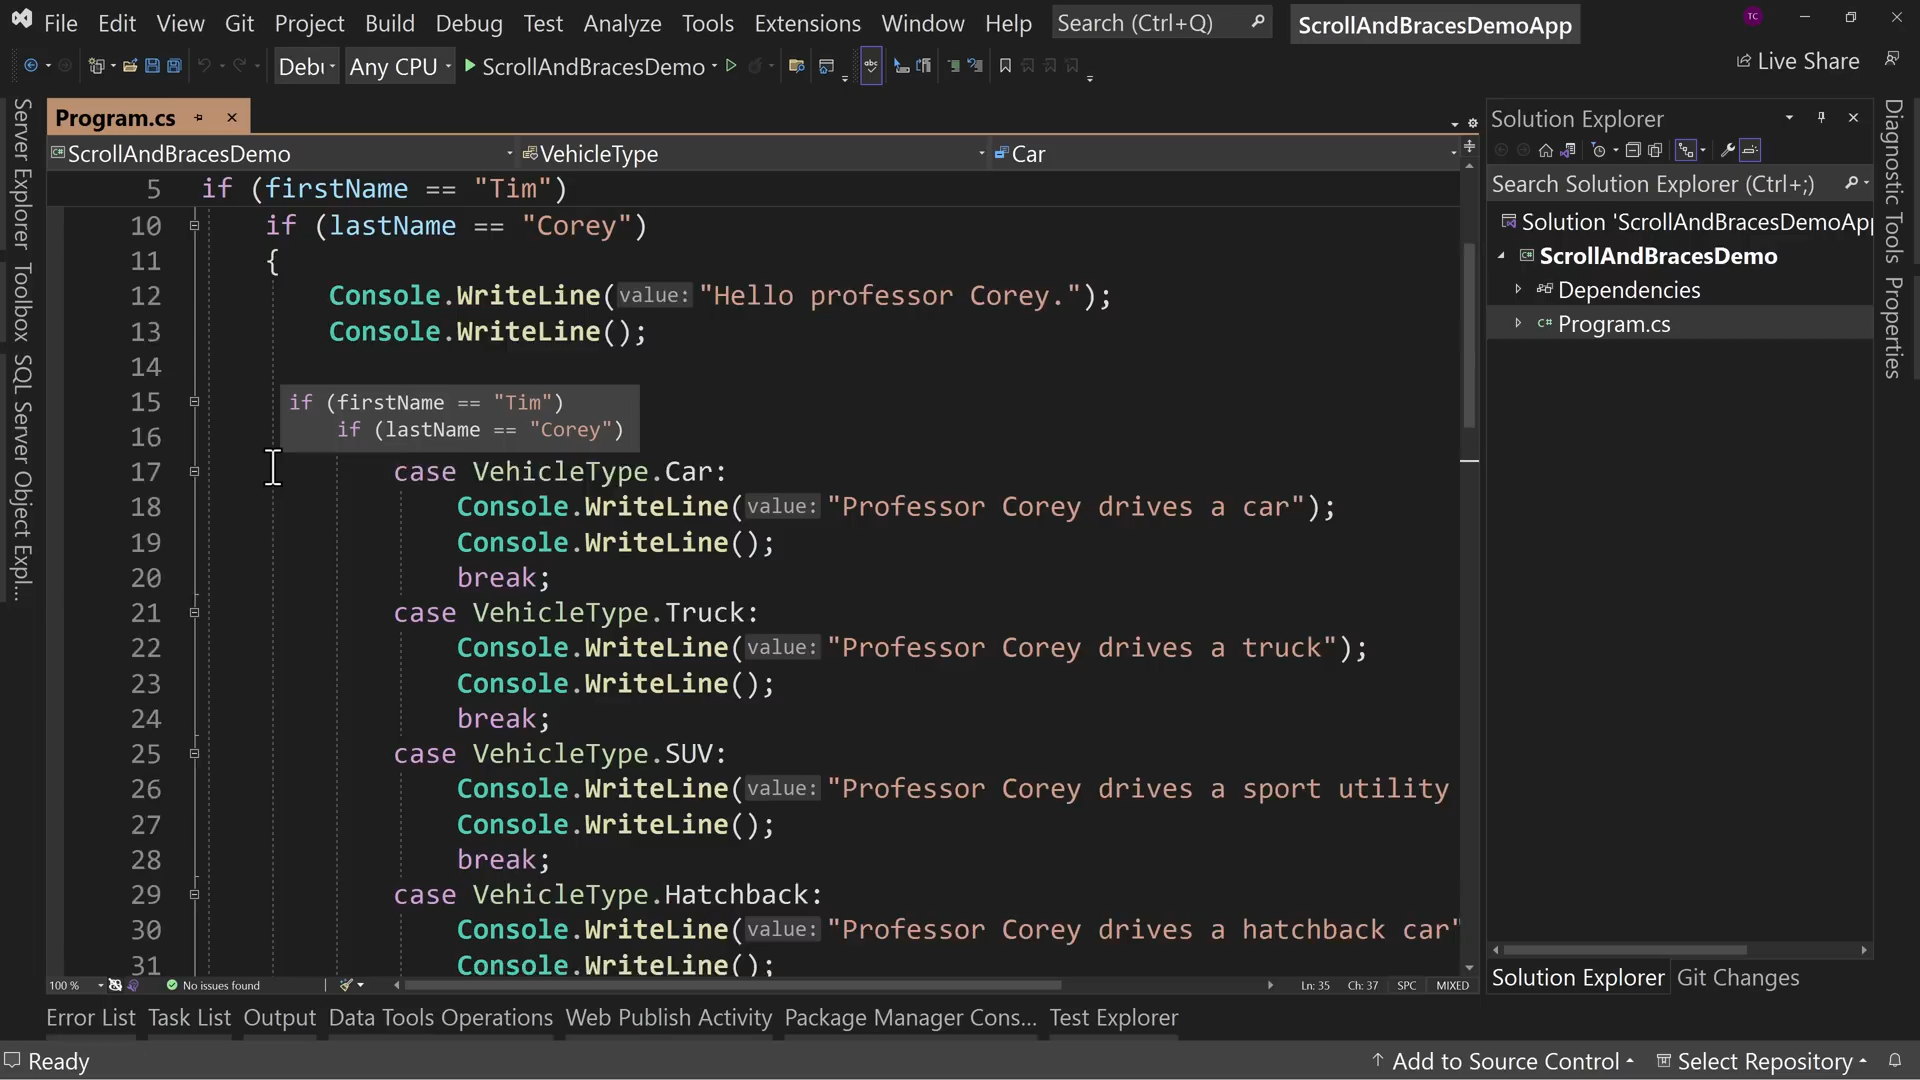 File Edit View Git Project Build Debug Test Analyze Tools Extensions Window Help Search (Ctrl+Q) ScrollAndBracesDemoApp TC
Debu Any CPU ScrollAndBracesDemo abc Live Share
Program.cs
ScrollAndBracesDemo VehicleType Car
5 if (firstName == "Tim")
10 if (lastName == "Corey")
11 {
12 Console.WriteLine(value:"Hello professor Corey.");
13 Console.WriteLine();
14
15 if (firstName == "Tim")
16 if (lastName == "Corey")
17 case VehicleType.Car:
18 Console.WriteLine(value:"Professor Corey drives a car");
19 Console.WriteLine();
20 break;
21 case VehicleType.Truck:
22 Console.WriteLine(value:"Professor Corey drives a truck");
23 Console.WriteLine();
24 break;
25 case VehicleType.SUV:
26 Console.WriteLine(value:"Professor Corey drives a sport utility
27 Console.WriteLine();
28 break;
29 case VehicleType.Hatchback:
30 Console.WriteLine(value:"Professor Corey drives a hatchback car"
31 Console.WriteLine();
100 % No issues found Ln: 35 Ch: 37 SPC MIXED
Server Explorer
Toolbox
SQL Server Object Expl...
Solution Explorer
Search Solution Explorer (Ctrl+;)
Solution 'ScrollAndBracesDemoApp
ScrollAndBracesDemo
Dependencies
C# Program.cs
Solution Explorer Git Changes
Diagnostic Tools
Properties
Error List Task List Output Data Tools Operations Web Publish Activity Package Manager Cons... Test Explorer
Ready Add to Source Control Select Repository